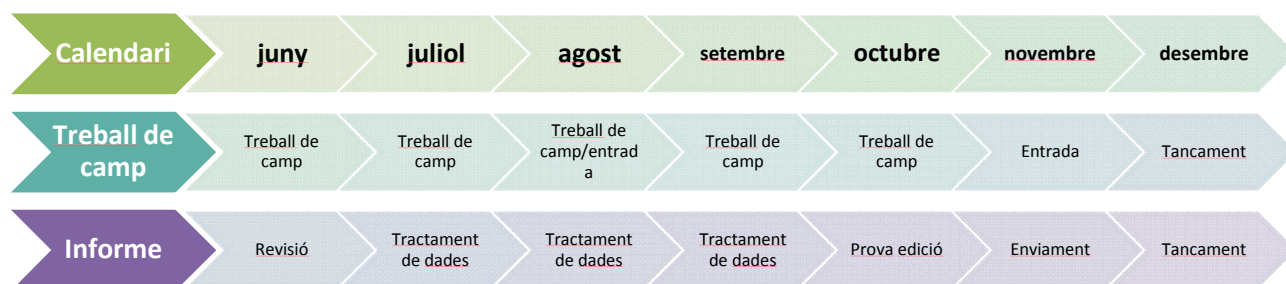 Calendari
juny
juliol
agost
setembre
octubre
novembre
desembre
Treball de
camp
Treball de
camp
Treball de
camp
Treball de
camp/entrad
a
Treball de
camp
Treball de
camp
Entrada
Tancament
Informe
Revisió
Tractament
de dades
Tractament
de dades
Tractament
de dades
Prova edició
Enviament
Tancament